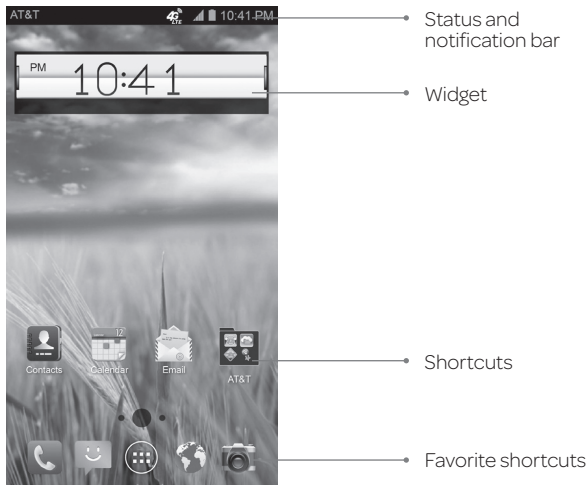 AT&T 4G LTE 10:41 PM
Status and
notification bar
PM 10:41
Widget
12
Contacts Calendar Email AT&T
Shortcuts
Favorite shortcuts